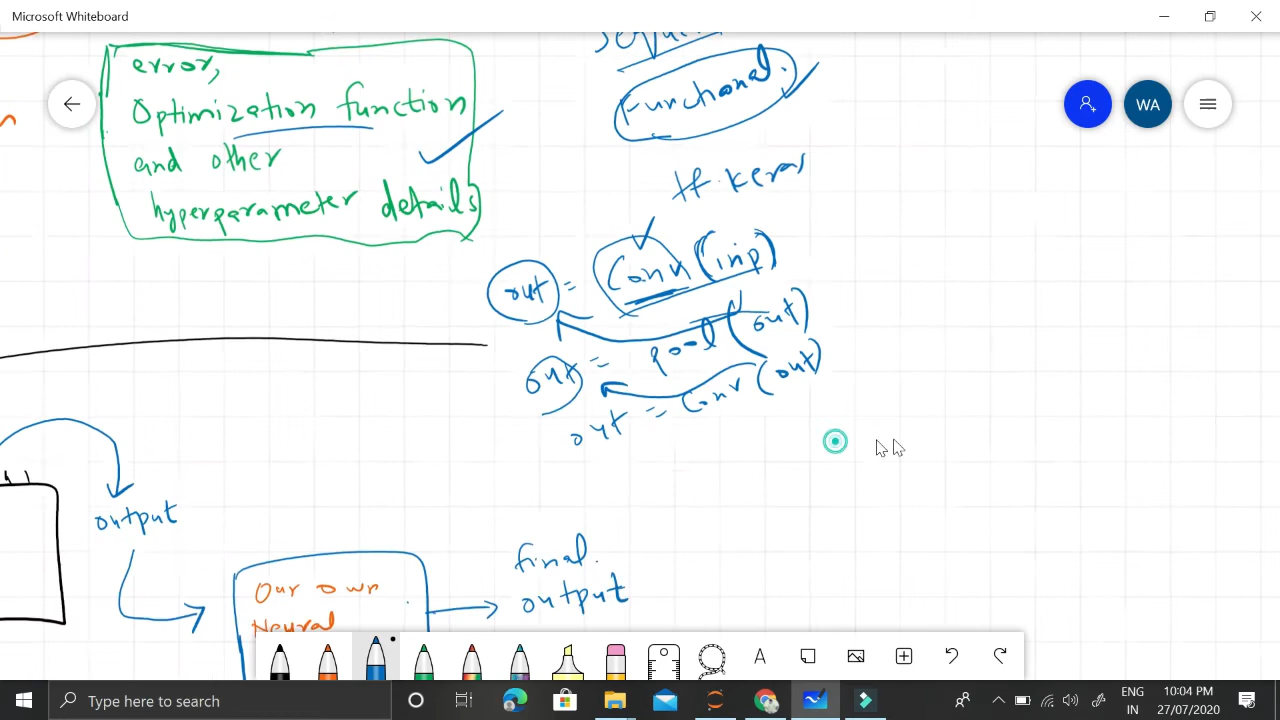 Microsoft Whiteboard
error,
Optimization function
and other
hyperparameter details
Functional.
tf.keras
out = Conv (inp)
out = pool (out)
out = Conv (out)
output
final.
output
Our own
Neural
WA
A
Type here to search
ENG
IN
10:04 PM
27/07/2020